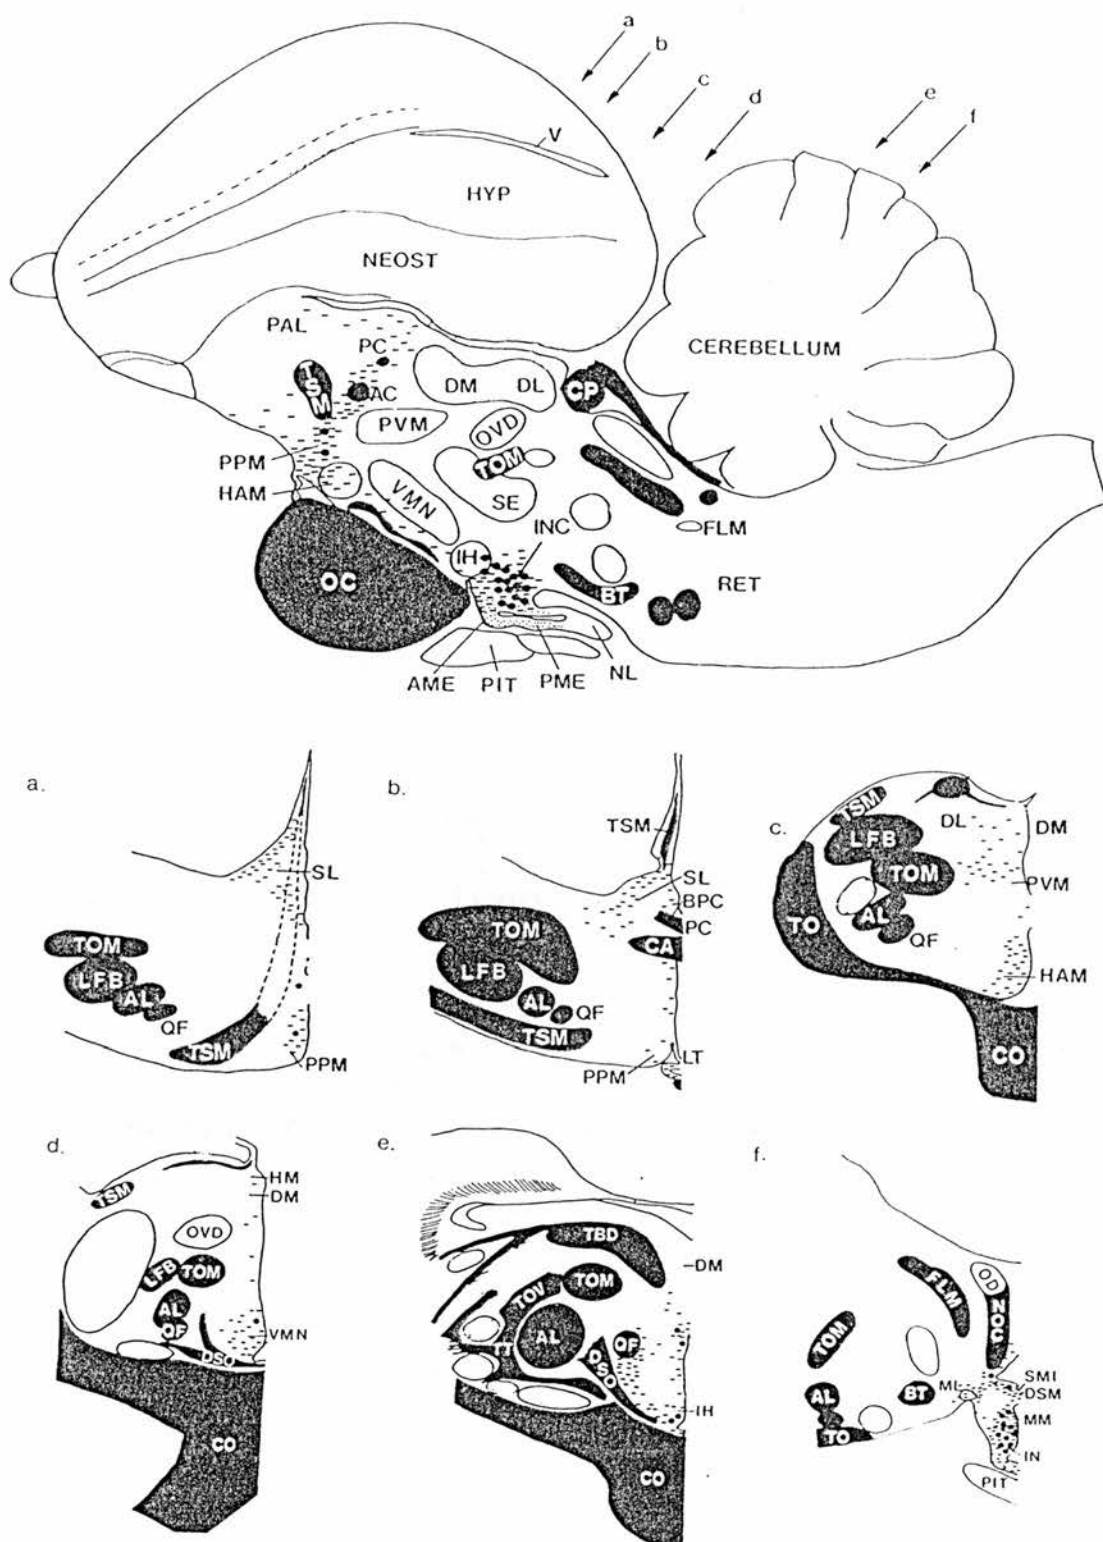 a
b
c
d
e
f
V
HYP
NEOST
PAL
PC
CEREBELLUM
TSM
AC
DM
DL
CP
PVM
OVD
PPM
TOM
HAM
VMN
SE
INC
FLM
IH
OC
BT
RET
AME
PIT
PME
NL
a.
SL
TOM
LFB
AL
QF
TSM
PPM
b.
TSM
SL
BPC
PC
TOM
CA
LFB
AL
QF
TSM
PPM
LT
c.
TSM
DL
DM
LFB
TOM
PVM
TO
AL
QF
HAM
CO
d.
HM
DM
TSM
OVD
LFB
TOM
AL
QF
VMN
DSO
CO
e.
TBD
DM
TOM
TOV
AL
QF
TT
DSO
IH
CO
f.
OD
FLM
NOC
TOM
SMI
ML
DSM
AL
BT
MM
TO
IN
PIT